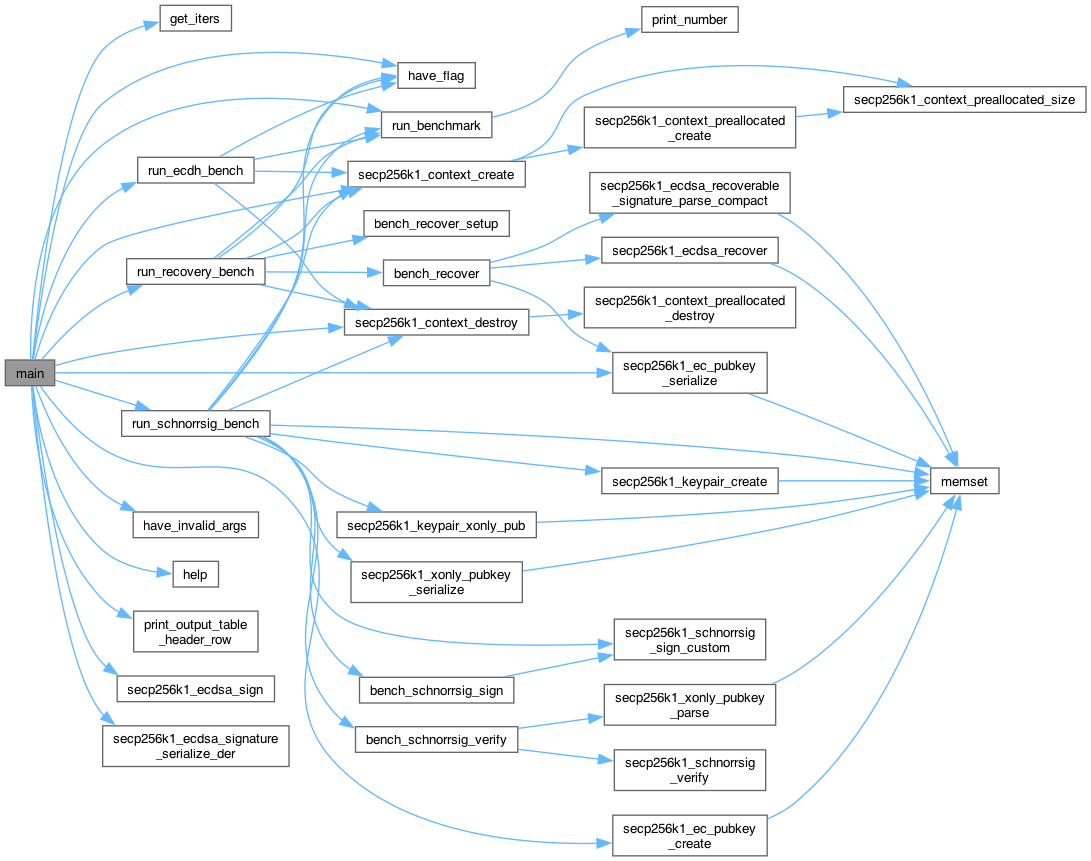 main
get_iters
run_ecdh_bench
run_recovery_bench
run_schnorrsig_bench
have_invalid_args
help
print_output_table
_header_row
secp256k1_ecdsa_sign
secp256k1_ecdsa_signature
_serialize_der
have_flag
run_benchmark
secp256k1_context_create
bench_recover_setup
bench_recover
secp256k1_context_destroy
secp256k1_keypair_xonly_pub
secp256k1_xonly_pubkey
_serialize
bench_schnorrsig_sign
bench_schnorrsig_verify
print_number
secp256k1_context_preallocated
_create
secp256k1_ecdsa_recoverable
_signature_parse_compact
secp256k1_ecdsa_recover
secp256k1_context_preallocated
_destroy
secp256k1_ec_pubkey
_serialize
secp256k1_keypair_create
secp256k1_schnorrsig
_sign_custom
secp256k1_xonly_pubkey
_parse
secp256k1_schnorrsig
_verify
secp256k1_ec_pubkey
_create
secp256k1_context_preallocated_size
memset